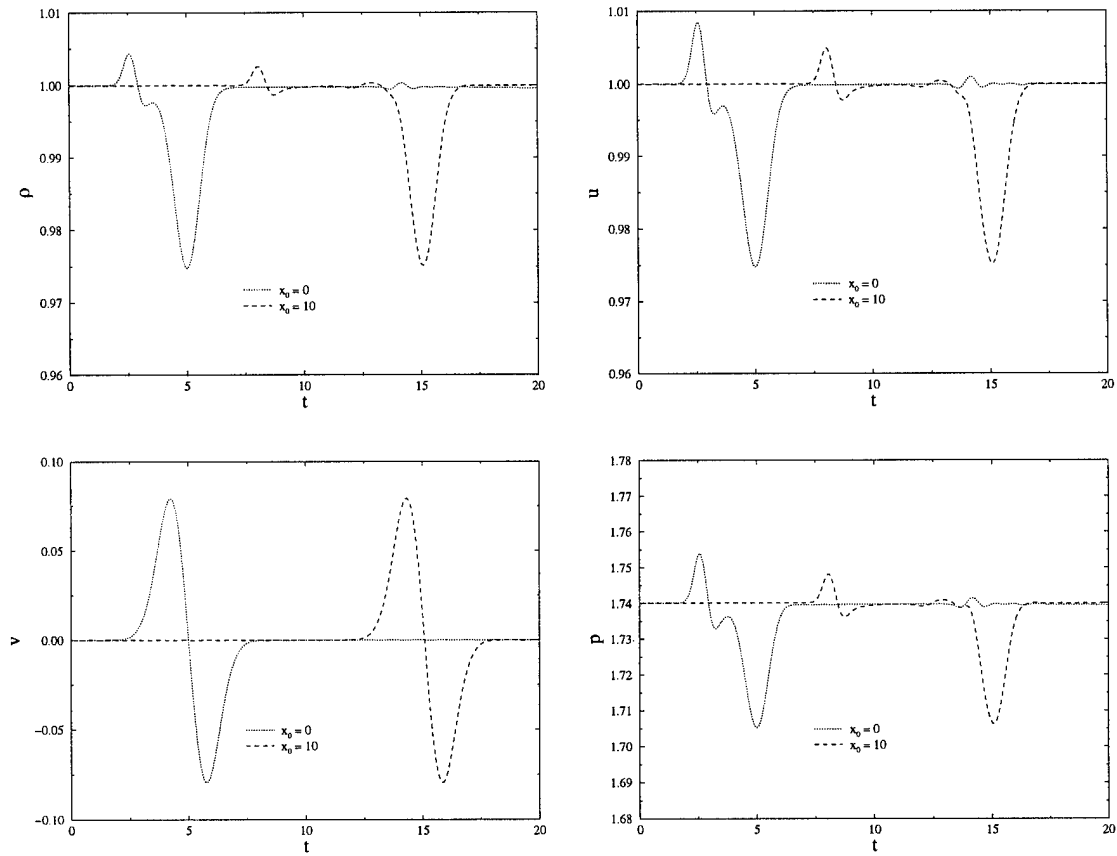 1.01
1.00
0.99
0.98
0.97
0.96
ρ
0 5 10 15 20
t
x₀ = 0
x₀ = 10
1.01
1.00
0.99
0.98
0.97
0.96
u
0 5 10 15 20
t
x₀ = 0
x₀ = 10
0.10
0.05
0.00
−0.05
−0.10
v
0 5 10 15 20
t
x₀ = 0
x₀ = 10
1.78
1.77
1.76
1.75
1.74
1.73
1.72
1.71
1.70
1.69
1.68
p
0 5 10 15 20
t
x₀ = 0
x₀ = 10